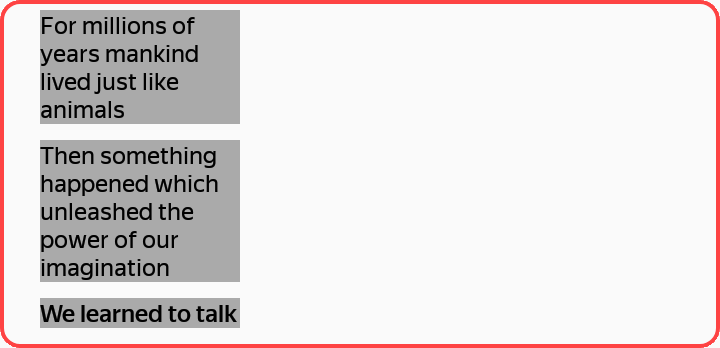 For millions of
years mankind
lived just like
animals
Then something
happened which
unleashed the
power of our
imagination
We learned to talk